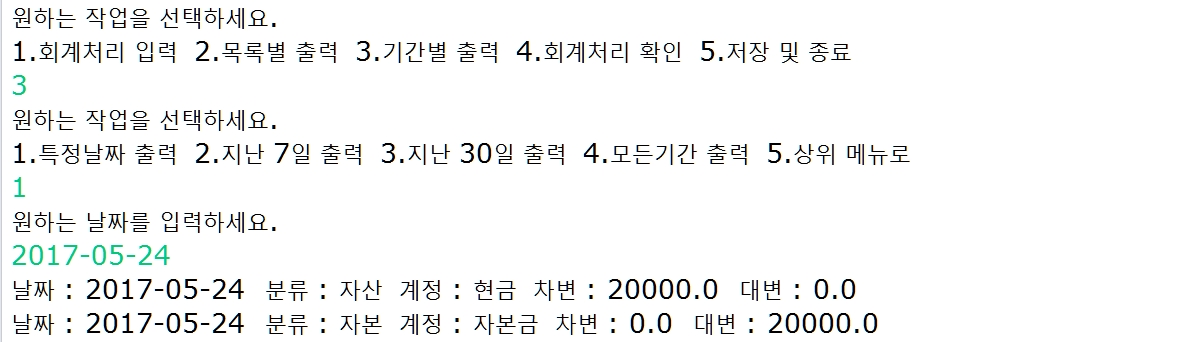 원하는 작업을 선택하세요.
1.회계처리 입력 2.목록별 출력 3.기간별 출력 4.회계처리 확인 5.저장 및 종료
3
원하는 작업을 선택하세요.
1.특정날짜 출력 2.지난 7일 출력 3.지난 30일 출력 4.모든기간 출력 5.상위 메뉴로
1
원하는 날짜를 입력하세요.
2017-05-24
날짜 : 2017-05-24 분류 : 자산 계정 : 현금 차변 : 20000.0 대변 : 0.0
날짜 : 2017-05-24 분류 : 자본 계정 : 자본금 차변 : 0.0 대변 : 20000.0